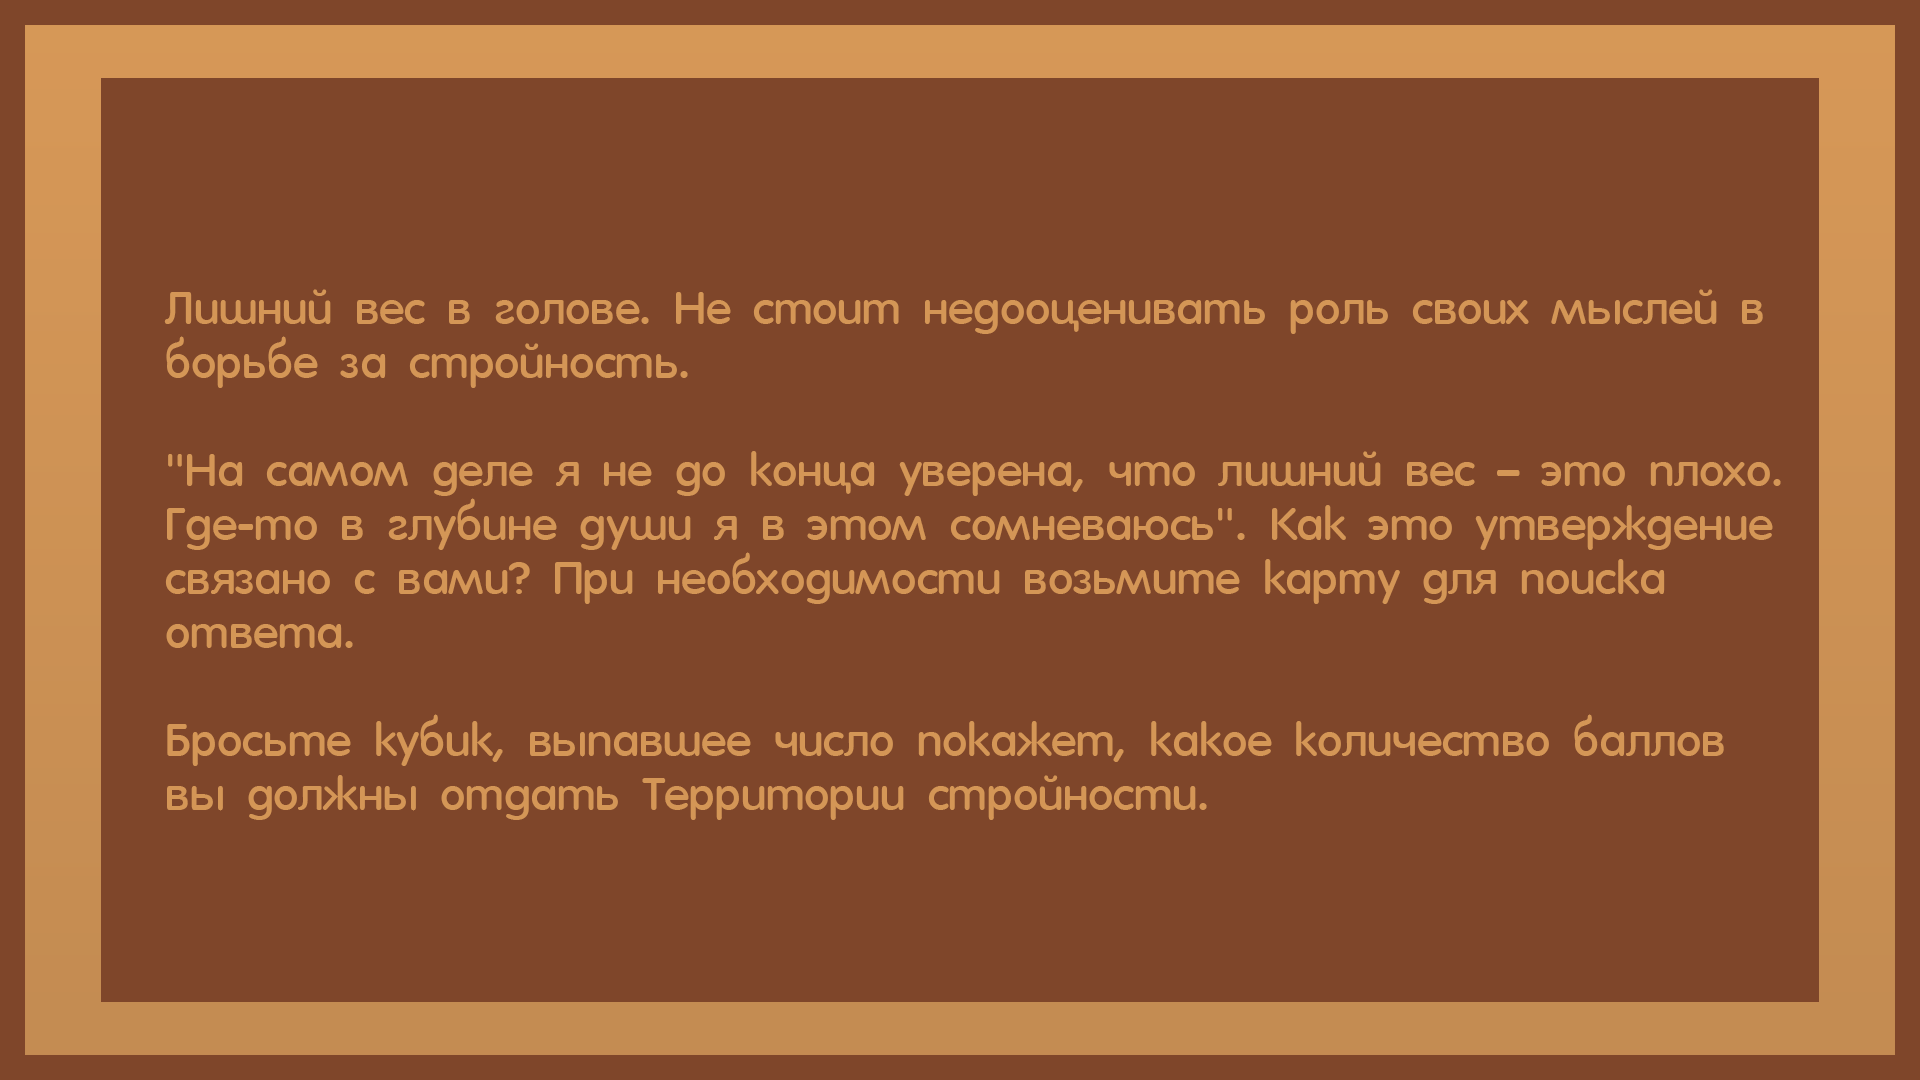 Лишний вес в голове. Не стоит недооценивать роль своих мыслей в
борьбе за стройность.
"На самом деле я не до конца уверена, что лишний вес – это плохо.
Где-то в глубине души я в этом сомневаюсь". Как это утверждение
связано с вами? При необходимости возьмите карту для поиска
ответа.
Бросьте кубик, выпавшее число покажет, какое количество баллов
вы должны отдать Территории стройности.